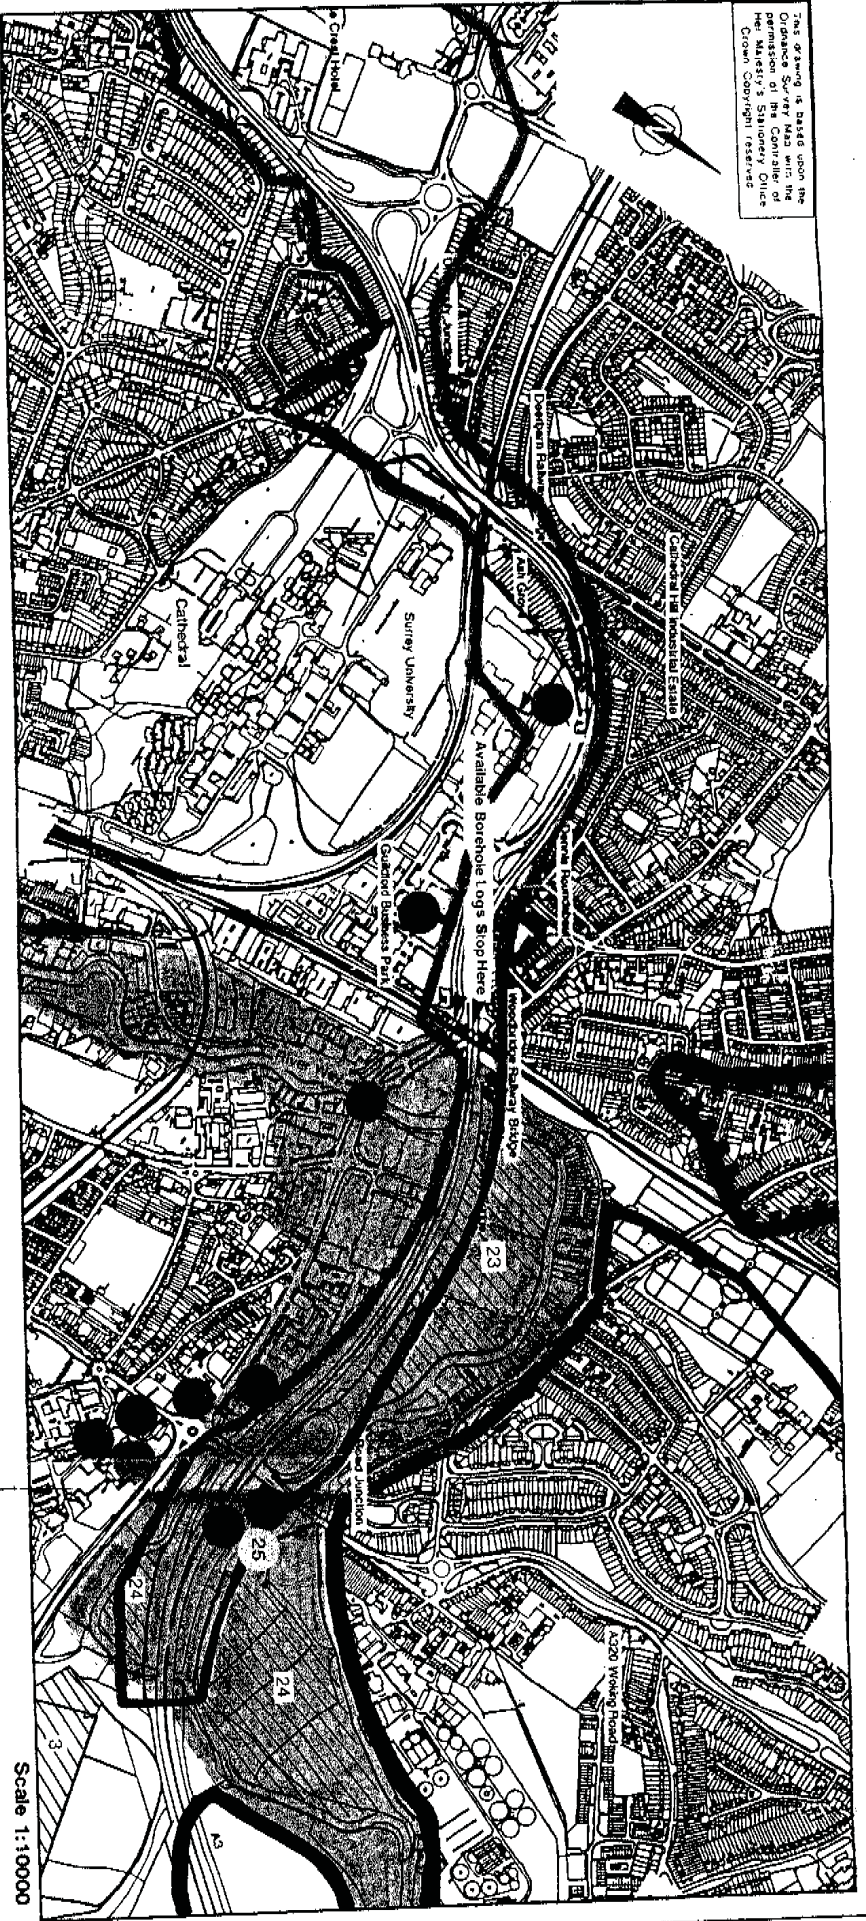 This drawing is based upon the
Ordnance Survey Map with the
permission of the Controller of
Her Majesty's Stationery Office
Crown Copyright reserved
Crest Hotel
Cathedral Hill Industrial Estate
Ash Grove
Surrey University
Cathedral
Available Borehole Logs Stop Here
Guildford Business Park
Woodbridge Railway Bridge
23
Junction
25
24
24
A320 Woking Road
A3
3
Scale 1:10000